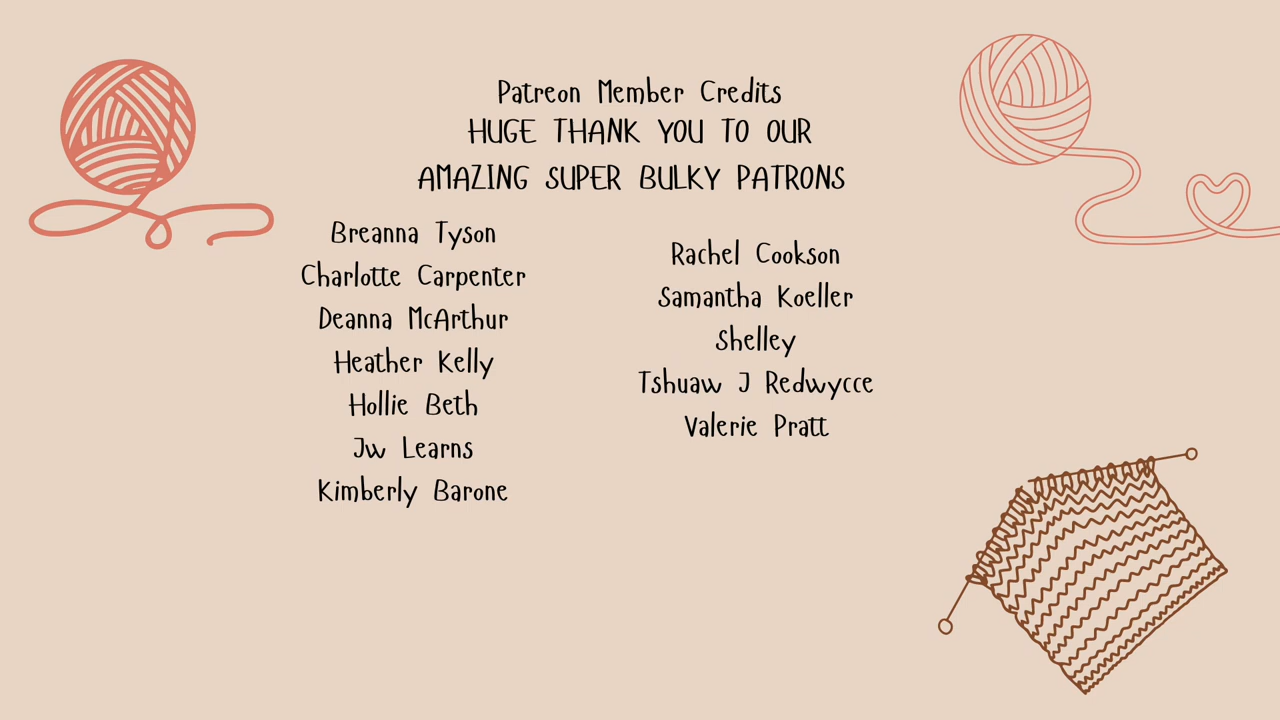 Patreon Member Credits
HUGE THANK YOU TO OUR
AMAZING SUPER BULKY PATRONS
Breanna Tyson
Charlotte Carpenter
Deanna McArthur
Heather Kelly
Hollie Beth
Jw Learns
Kimberly Barone
Rachel Cookson
Samantha Koeller
Shelley
Tshuaw J Redwycce
Valerie Pratt